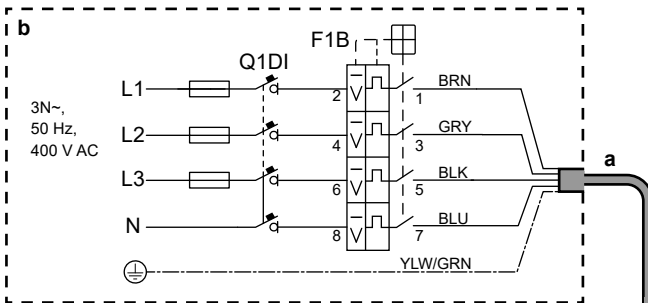 b
F1B
Q1DI
L1
2
1
BRN
3N~,
50 Hz,
400 V AC
L2
4
3
GRY
L3
6
5
BLK
a
N
8
7
BLU
YLW/GRN